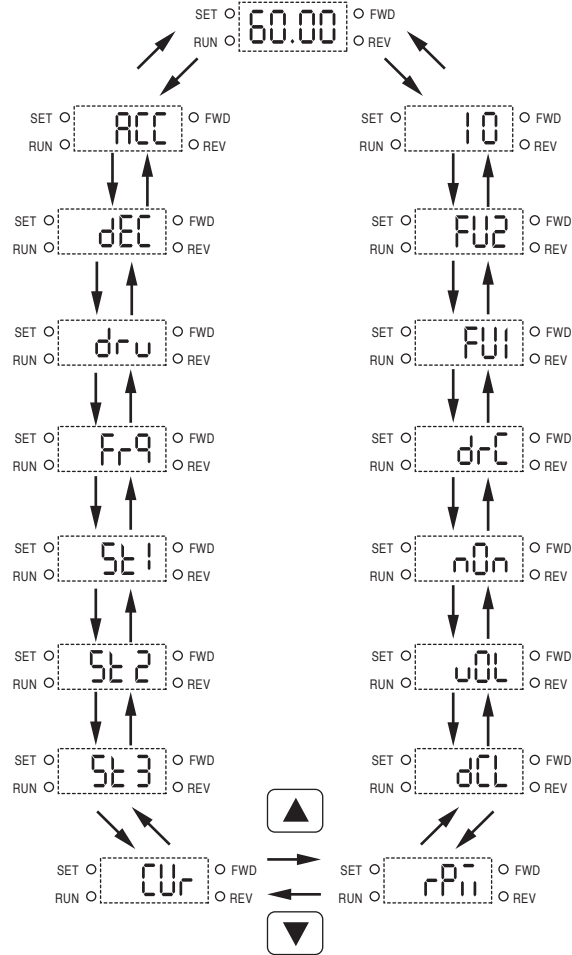 SET 60.00 FWD
RUN REV
SET ACC FWD
RUN REV
SET dEC FWD
RUN REV
SET drv FWD
RUN REV
SET Frq FWD
RUN REV
SET St1 FWD
RUN REV
SET St2 FWD
RUN REV
SET St3 FWD
RUN REV
SET CUr FWD
RUN REV
SET IO FWD
RUN REV
SET FU2 FWD
RUN REV
SET FU1 FWD
RUN REV
SET drC FWD
RUN REV
SET nOn FWD
RUN REV
SET vOL FWD
RUN REV
SET dCL FWD
RUN REV
SET rPm FWD
RUN REV